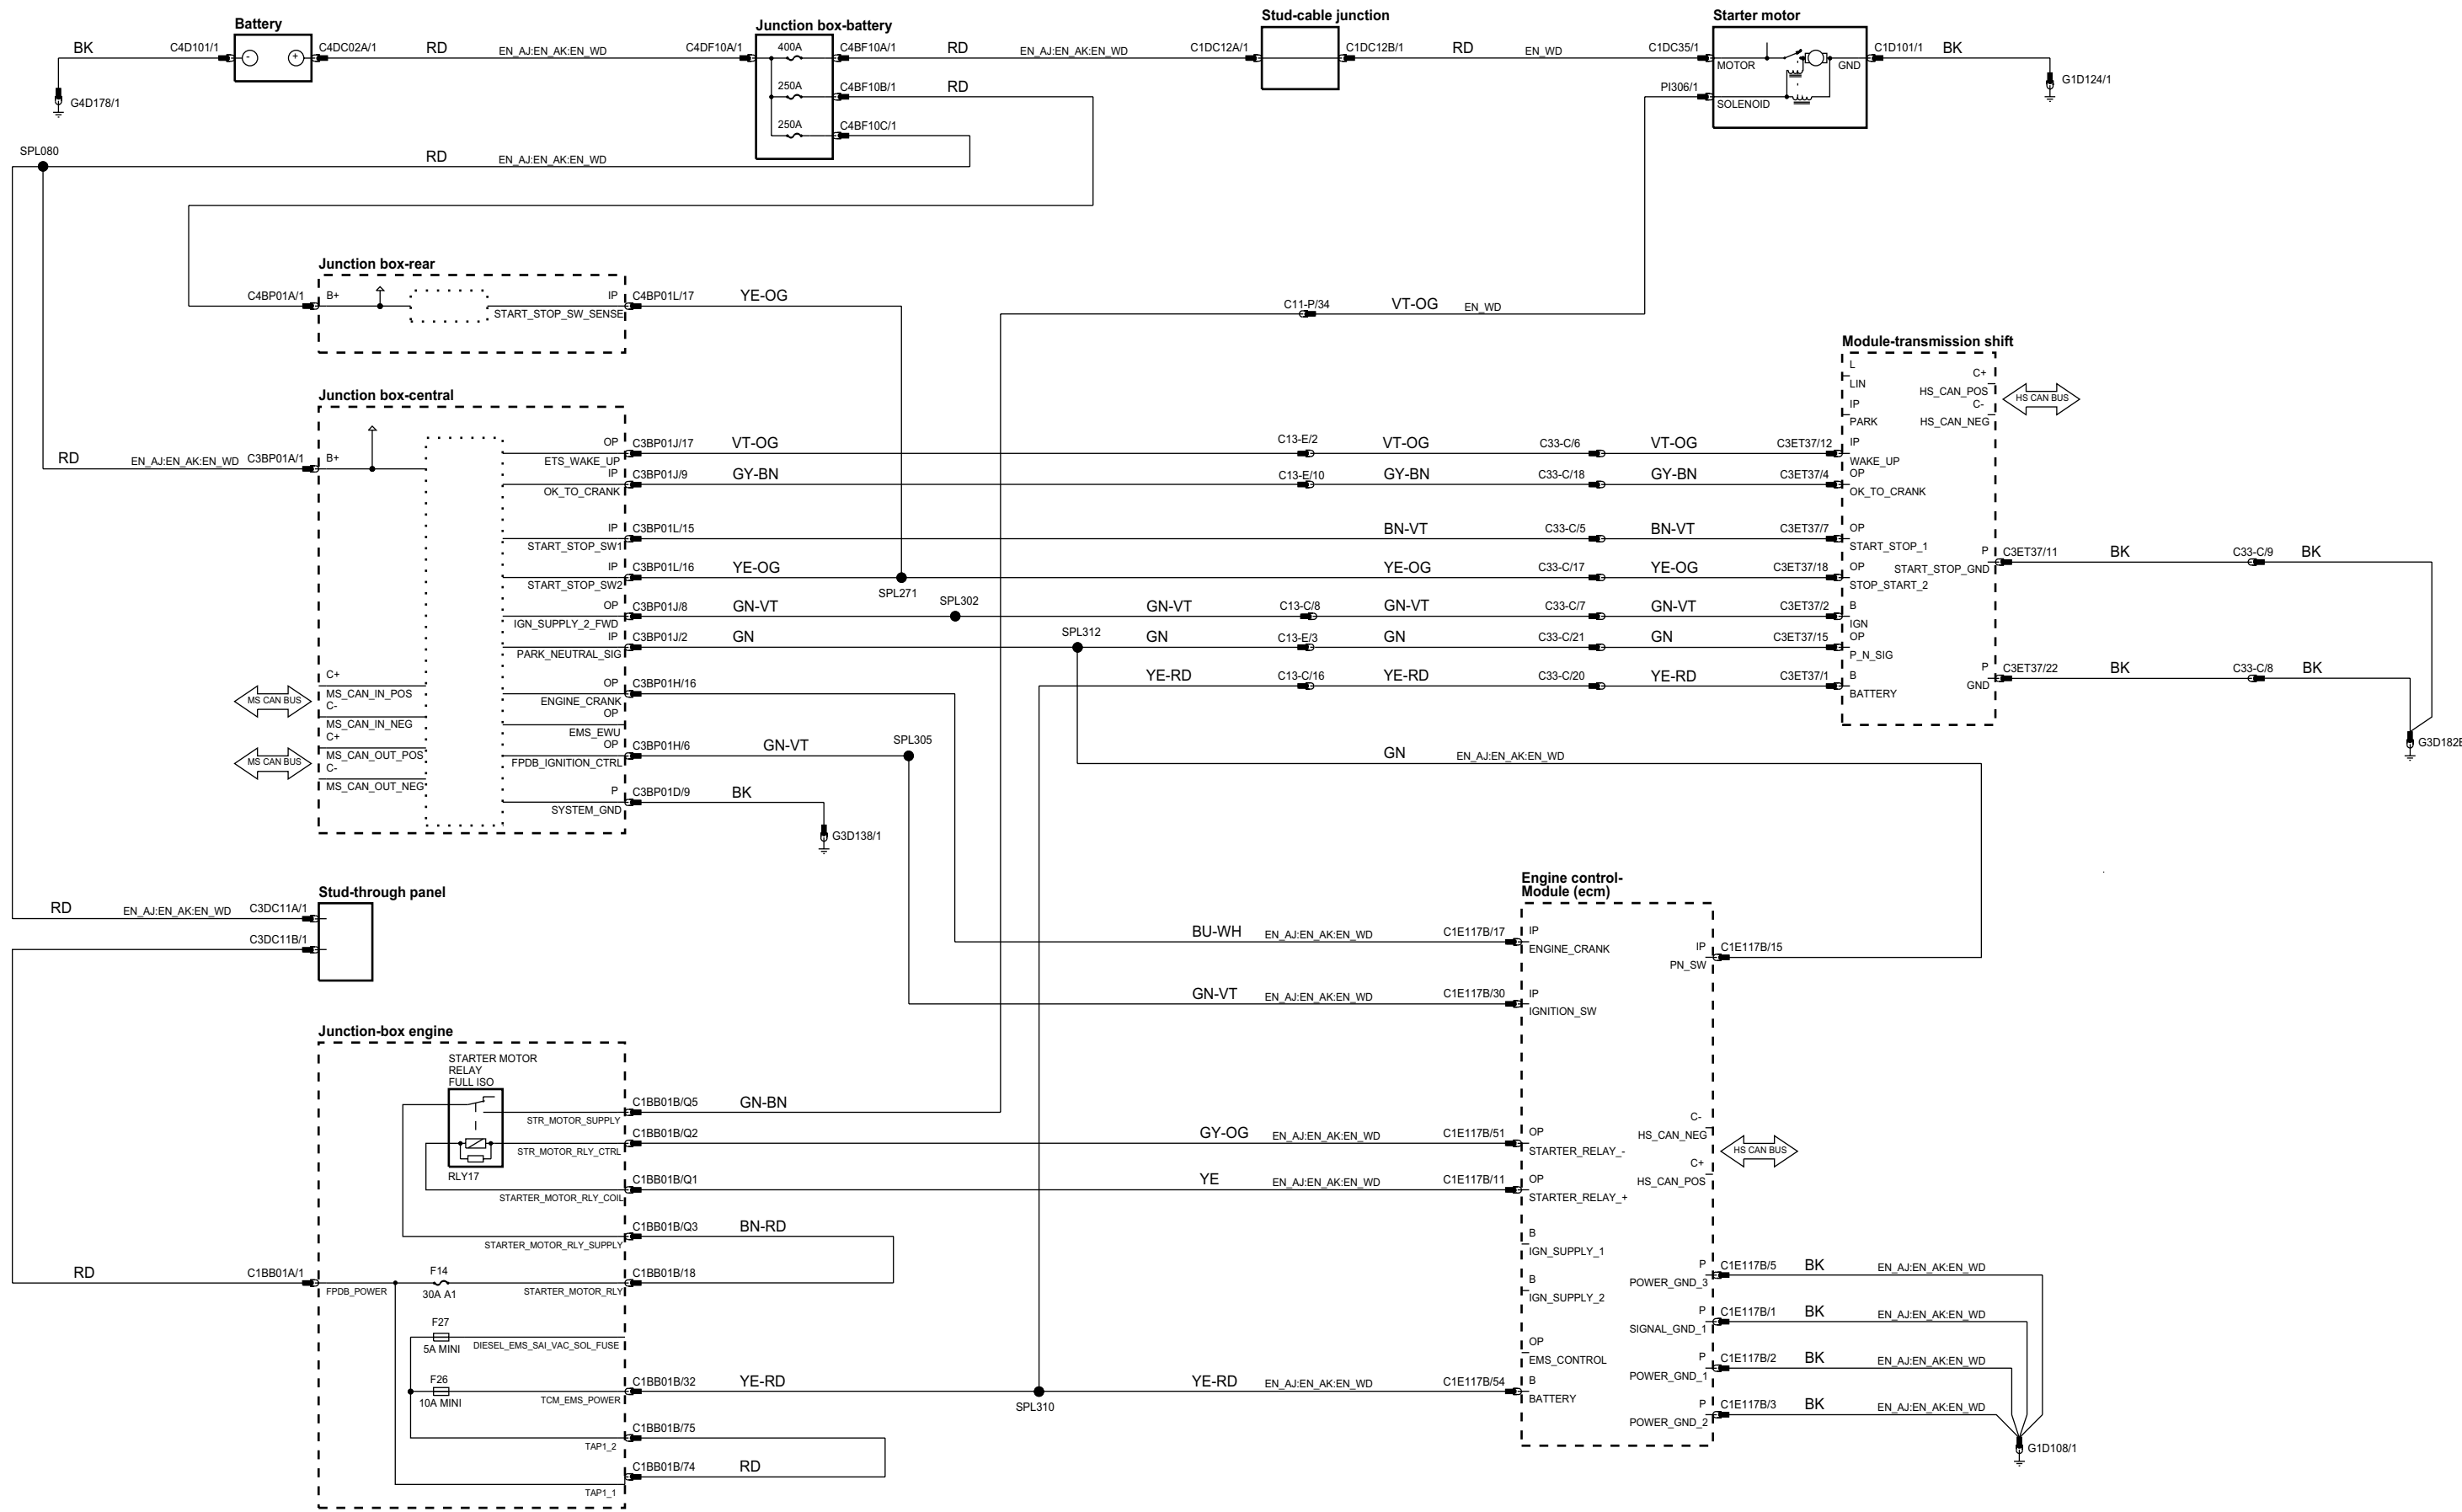 Battery
Junction box-battery
Stud-cable junction
Starter motor
BK
C4D101/1
-
+
C4DC02A/1
RD
EN_AJ:EN_AK:EN_WD
C4DF10A/1
400A
C4BF10A/1
RD
EN_AJ:EN_AK:EN_WD
C1DC12A/1
C1DC12B/1
RD
EN_WD
C1DC35/1
MOTOR
GND
C1D101/1
BK
G4D178/1
250A
C4BF10B/1
RD
PI306/1
SOLENOID
G1D124/1
250A
C4BF10C/1
SPL080
RD
EN_AJ:EN_AK:EN_WD
Junction box-rear
C4BP01A/1
B+
IP
C4BP01L/17
YE-OG
START_STOP_SW_SENSE
C11-P/34
VT-OG
EN_WD
Module-transmission shift
L
LIN
C+
HS_CAN_POS
IP
C-
HS CAN BUS
PARK
HS_CAN_NEG
Junction box-central
RD
EN_AJ:EN_AK:EN_WD
C3BP01A/1
B+
OP
C3BP01J/17
VT-OG
C13-E/2
VT-OG
C33-C/6
VT-OG
C3ET37/12
IP
ETS_WAKE_UP
WAKE_UP
IP
C3BP01J/9
GY-BN
C13-E/10
GY-BN
C33-C/18
GY-BN
C3ET37/4
OP
OK_TO_CRANK
OK_TO_CRANK
IP
C3BP01L/15
BN-VT
C33-C/5
BN-VT
C3ET37/7
OP
START_STOP_SW1
START_STOP_1
P
C3ET37/11
BK
C33-C/9
BK
START_STOP_GND
IP
C3BP01L/16
YE-OG
YE-OG
C33-C/17
YE-OG
C3ET37/18
OP
START_STOP_SW2
SPL271
STOP_START_2
OP
C3BP01J/8
GN-VT
SPL302
GN-VT
C13-C/8
GN-VT
C33-C/7
GN-VT
C3ET37/2
B
IGN_SUPPLY_2_FWD
IGN
IP
C3BP01J/2
GN
SPL312
GN
C13-E/3
GN
C33-C/21
GN
C3ET37/15
OP
PARK_NEUTRAL_SIG
P_N_SIG
C+
MS_CAN_IN_POS
OP
C3BP01H/16
YE-RD
C13-C/16
YE-RD
C33-C/20
YE-RD
C3ET37/1
B
BATTERY
P
GND
C3ET37/22
BK
C33-C/8
BK
MS CAN BUS
C-
MS_CAN_IN_NEG
ENGINE_CRANK
OP
EMS_EWU
C+
MS_CAN_OUT_POS
OP
C3BP01H/6
GN-VT
SPL305
FPDB_IGNITION_CTRL
MS CAN BUS
C-
MS_CAN_OUT_NEG
GN
EN_AJ:EN_AK:EN_WD
P
C3BP01D/9
BK
SYSTEM_GND
G3D138/1
Stud-through panel
RD
EN_AJ:EN_AK:EN_WD
C3DC11A/1
C3DC11B/1
Engine control-
Module (ecm)
BU-WH
EN_AJ:EN_AK:EN_WD
C1E117B/17
IP
ENGINE_CRANK
IP
C1E117B/15
PN_SW
GN-VT
EN_AJ:EN_AK:EN_WD
C1E117B/30
IP
IGNITION_SW
Junction-box engine
STARTER MOTOR
RELAY
FULL ISO
C1BB01B/Q5
GN-BN
STR_MOTOR_SUPPLY
C1BB01B/Q2
GY-OG
EN_AJ:EN_AK:EN_WD
C1E117B/51
OP
STR_MOTOR_RLY_CTRL
STARTER_RELAY_-
C-
HS_CAN_NEG
HS CAN BUS
RLY17
C1BB01B/Q1
YE
EN_AJ:EN_AK:EN_WD
C1E117B/11
OP
STARTER_MOTOR_RLY_COIL
STARTER_RELAY_+
C+
HS_CAN_POS
C1BB01B/Q3
BN-RD
STARTER_MOTOR_RLY_SUPPLY
B
IGN_SUPPLY_1
RD
C1BB01A/1
FPDB_POWER
F14
30A A1
STARTER_MOTOR_RLY
C1BB01B/18
B
IGN_SUPPLY_2
P
C1E117B/5
BK
EN_AJ:EN_AK:EN_WD
POWER_GND_3
F27
5A MINI
DIESEL_EMS_SAI_VAC_SOL_FUSE
P
C1E117B/1
BK
EN_AJ:EN_AK:EN_WD
SIGNAL_GND_1
OP
EMS_CONTROL
P
C1E117B/2
BK
EN_AJ:EN_AK:EN_WD
POWER_GND_1
F26
10A MINI
TCM_EMS_POWER
C1BB01B/32
YE-RD
SPL310
YE-RD
EN_AJ:EN_AK:EN_WD
C1E117B/54
B
BATTERY
P
C1E117B/3
BK
EN_AJ:EN_AK:EN_WD
POWER_GND_2
C1BB01B/75
TAP1_2
G1D108/1
C1BB01B/74
RD
TAP1_1